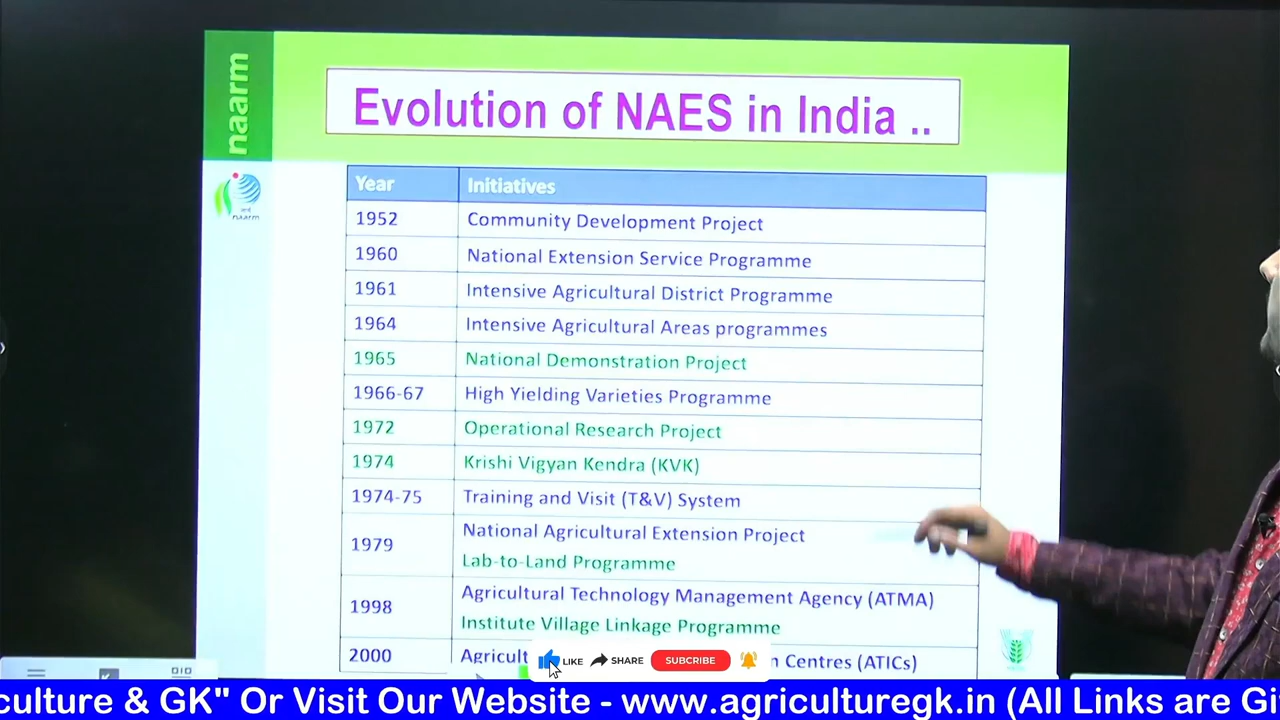 naarm
Evolution of NAES in India ..
naarm
Year Initiatives
1952 Community Development Project
1960 National Extension Service Programme
1961 Intensive Agricultural District Programme
1964 Intensive Agricultural Areas programmes
1965 National Demonstration Project
1966-67 High Yielding Varieties Programme
1972 Operational Research Project
1974 Krishi Vigyan Kendra (KVK)
1974-75 Training and Visit (T&V) System
1979 National Agricultural Extension Project
Lab-to-Land Programme
1998 Agricultural Technology Management Agency (ATMA)
Institute Village Linkage Programme
2000 Centres (ATICs)
LIKE SHARE SUBSCRIBE
& GK" Or Visit Our Website - www.agriculturegk.in (All Links are